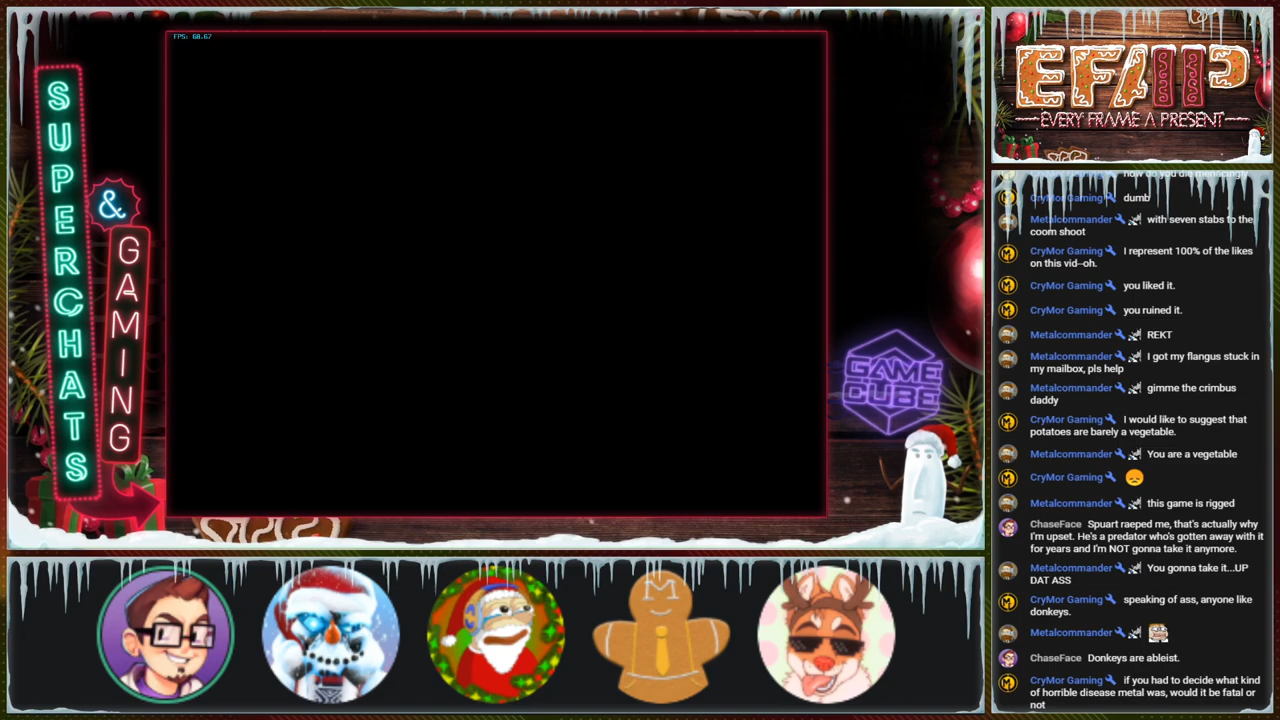 FPS: 60.67
SUPERCHATS
&
GAMING
GAME
CUBE
EFAP
EVERY FRAME A PRESENT
how do you die menacingly
CryMor Gaming dumb
Metalcommander with seven stabs to the
coom shoot
CryMor Gaming I represent 100% of the likes
on this vid--oh.
CryMor Gaming you liked it.
CryMor Gaming you ruined it.
Metalcommander REKT
Metalcommander I got my flangus stuck in
my mailbox, pls help
Metalcommander gimme the crimbus
daddy
CryMor Gaming I would like to suggest that
potatoes are barely a vegetable.
Metalcommander You are a vegetable
CryMor Gaming
Metalcommander this game is rigged
ChaseFace Spuart raeped me, that's actually why
I'm upset. He's a predator who's gotten away with it
for years and I'm NOT gonna take it anymore.
Metalcommander You gonna take it...UP
DAT ASS
CryMor Gaming speaking of ass, anyone like
donkeys.
Metalcommander
ChaseFace Donkeys are ableist.
CryMor Gaming if you had to decide what kind
of horrible disease metal was, would it be fatal or
not